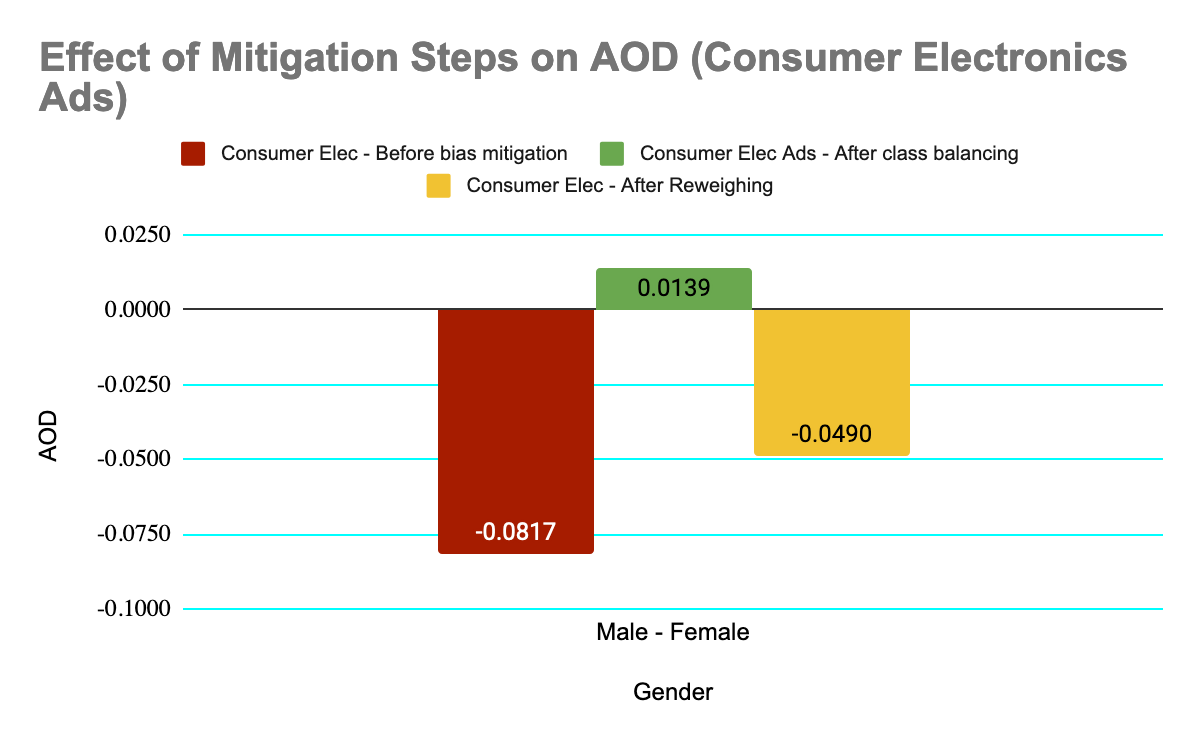 Effect of Mitigation Steps on AOD (Consumer Electronics
Ads)
Consumer Elec - Before bias mitigation
Consumer Elec Ads - After class balancing
Consumer Elec - After Reweighing
0.0250
0.0000
-0.0250
-0.0500
-0.0750
-0.1000
AOD
0.0139
-0.0490
-0.0817
Male - Female
Gender